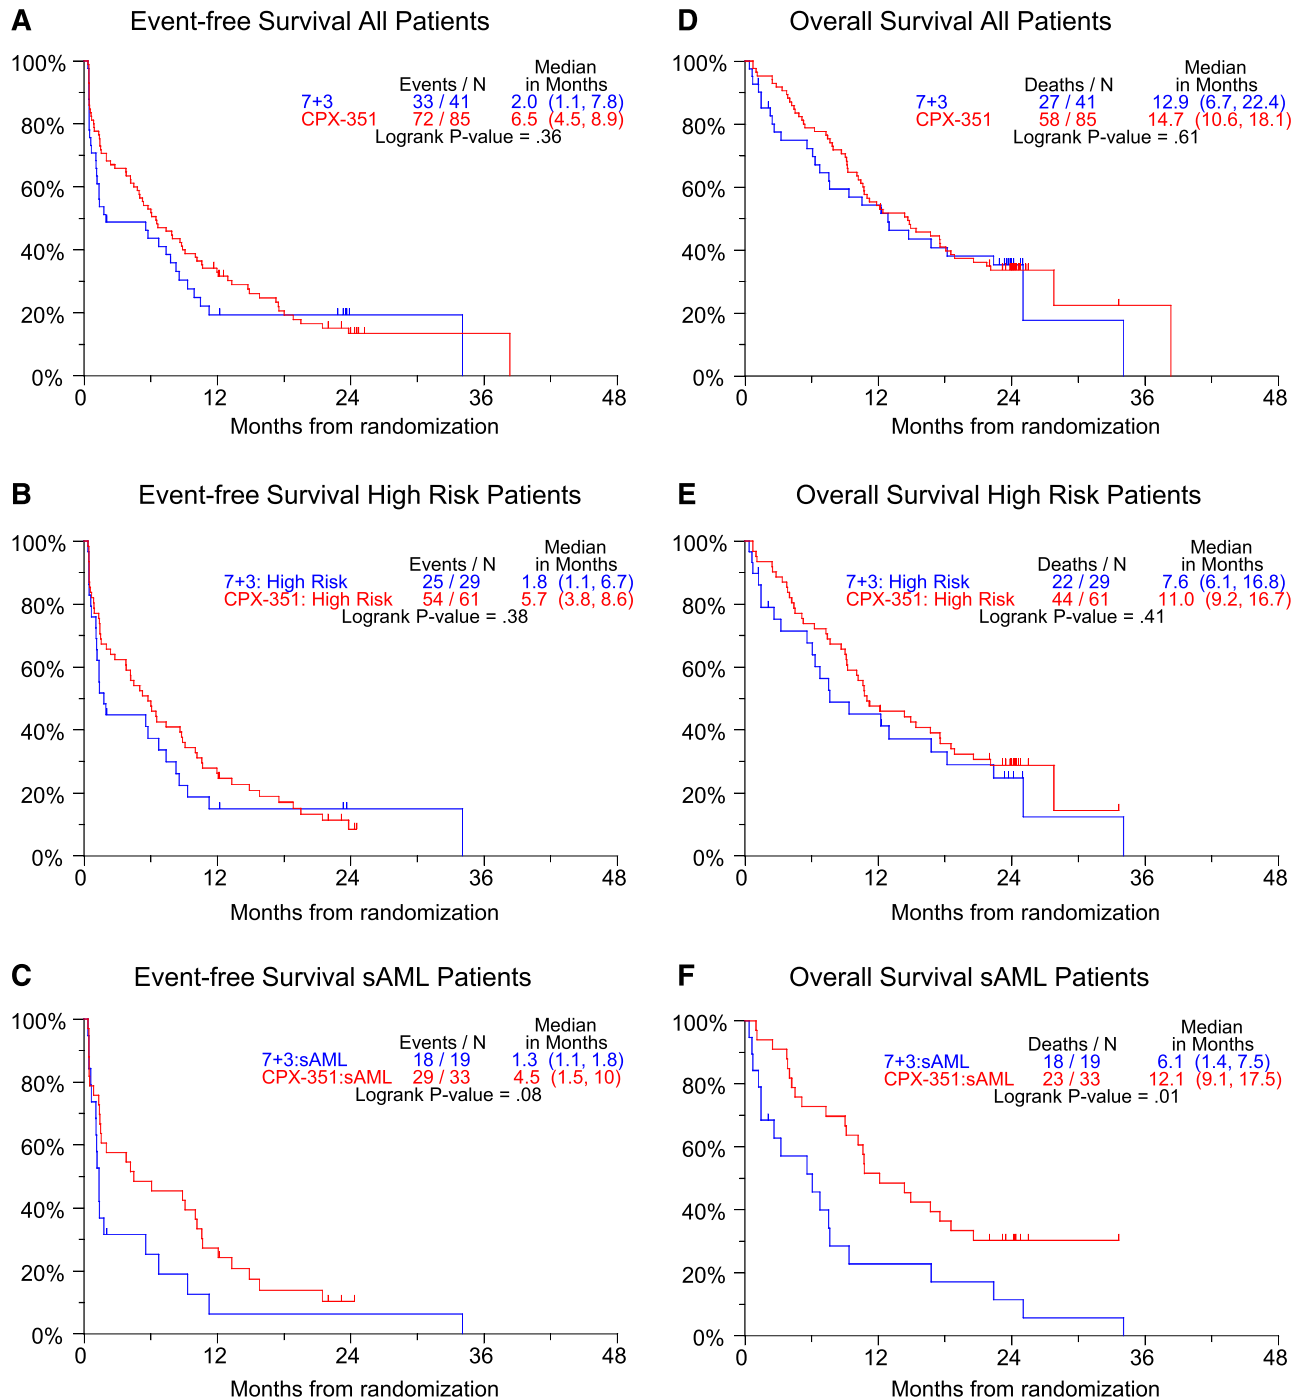 A Event-free Survival All Patients
Median
Events / N in Months
7+3 33 / 41 2.0 (1.1, 7.8)
CPX-351 72 / 85 6.5 (4.5, 8.9)
Logrank P-value = .36
100%
80%
60%
40%
20%
0%
0 12 24 36 48
Months from randomization
D Overall Survival All Patients
Median
Deaths / N in Months
7+3 27 / 41 12.9 (6.7, 22.4)
CPX-351 58 / 85 14.7 (10.6, 18.1)
Logrank P-value = .61
100%
80%
60%
40%
20%
0%
0 12 24 36 48
Months from randomization
B Event-free Survival High Risk Patients
Median
Events / N in Months
7+3: High Risk 25 / 29 1.8 (1.1, 6.7)
CPX-351: High Risk 54 / 61 5.7 (3.8, 8.6)
Logrank P-value = .38
100%
80%
60%
40%
20%
0%
0 12 24 36 48
Months from randomization
E Overall Survival High Risk Patients
Median
Deaths / N in Months
7+3: High Risk 22 / 29 7.6 (6.1, 16.8)
CPX-351: High Risk 44 / 61 11.0 (9.2, 16.7)
Logrank P-value = .41
100%
80%
60%
40%
20%
0%
0 12 24 36 48
Months from randomization
C Event-free Survival sAML Patients
Median
Events / N in Months
7+3:sAML 18 / 19 1.3 (1.1, 1.8)
CPX-351:sAML 29 / 33 4.5 (1.5, 10)
Logrank P-value = .08
100%
80%
60%
40%
20%
0%
0 12 24 36 48
Months from randomization
F Overall Survival sAML Patients
Median
Deaths / N in Months
7+3:sAML 18 / 19 6.1 (1.4, 7.5)
CPX-351:sAML 23 / 33 12.1 (9.1, 17.5)
Logrank P-value = .01
100%
80%
60%
40%
20%
0%
0 12 24 36 48
Months from randomization